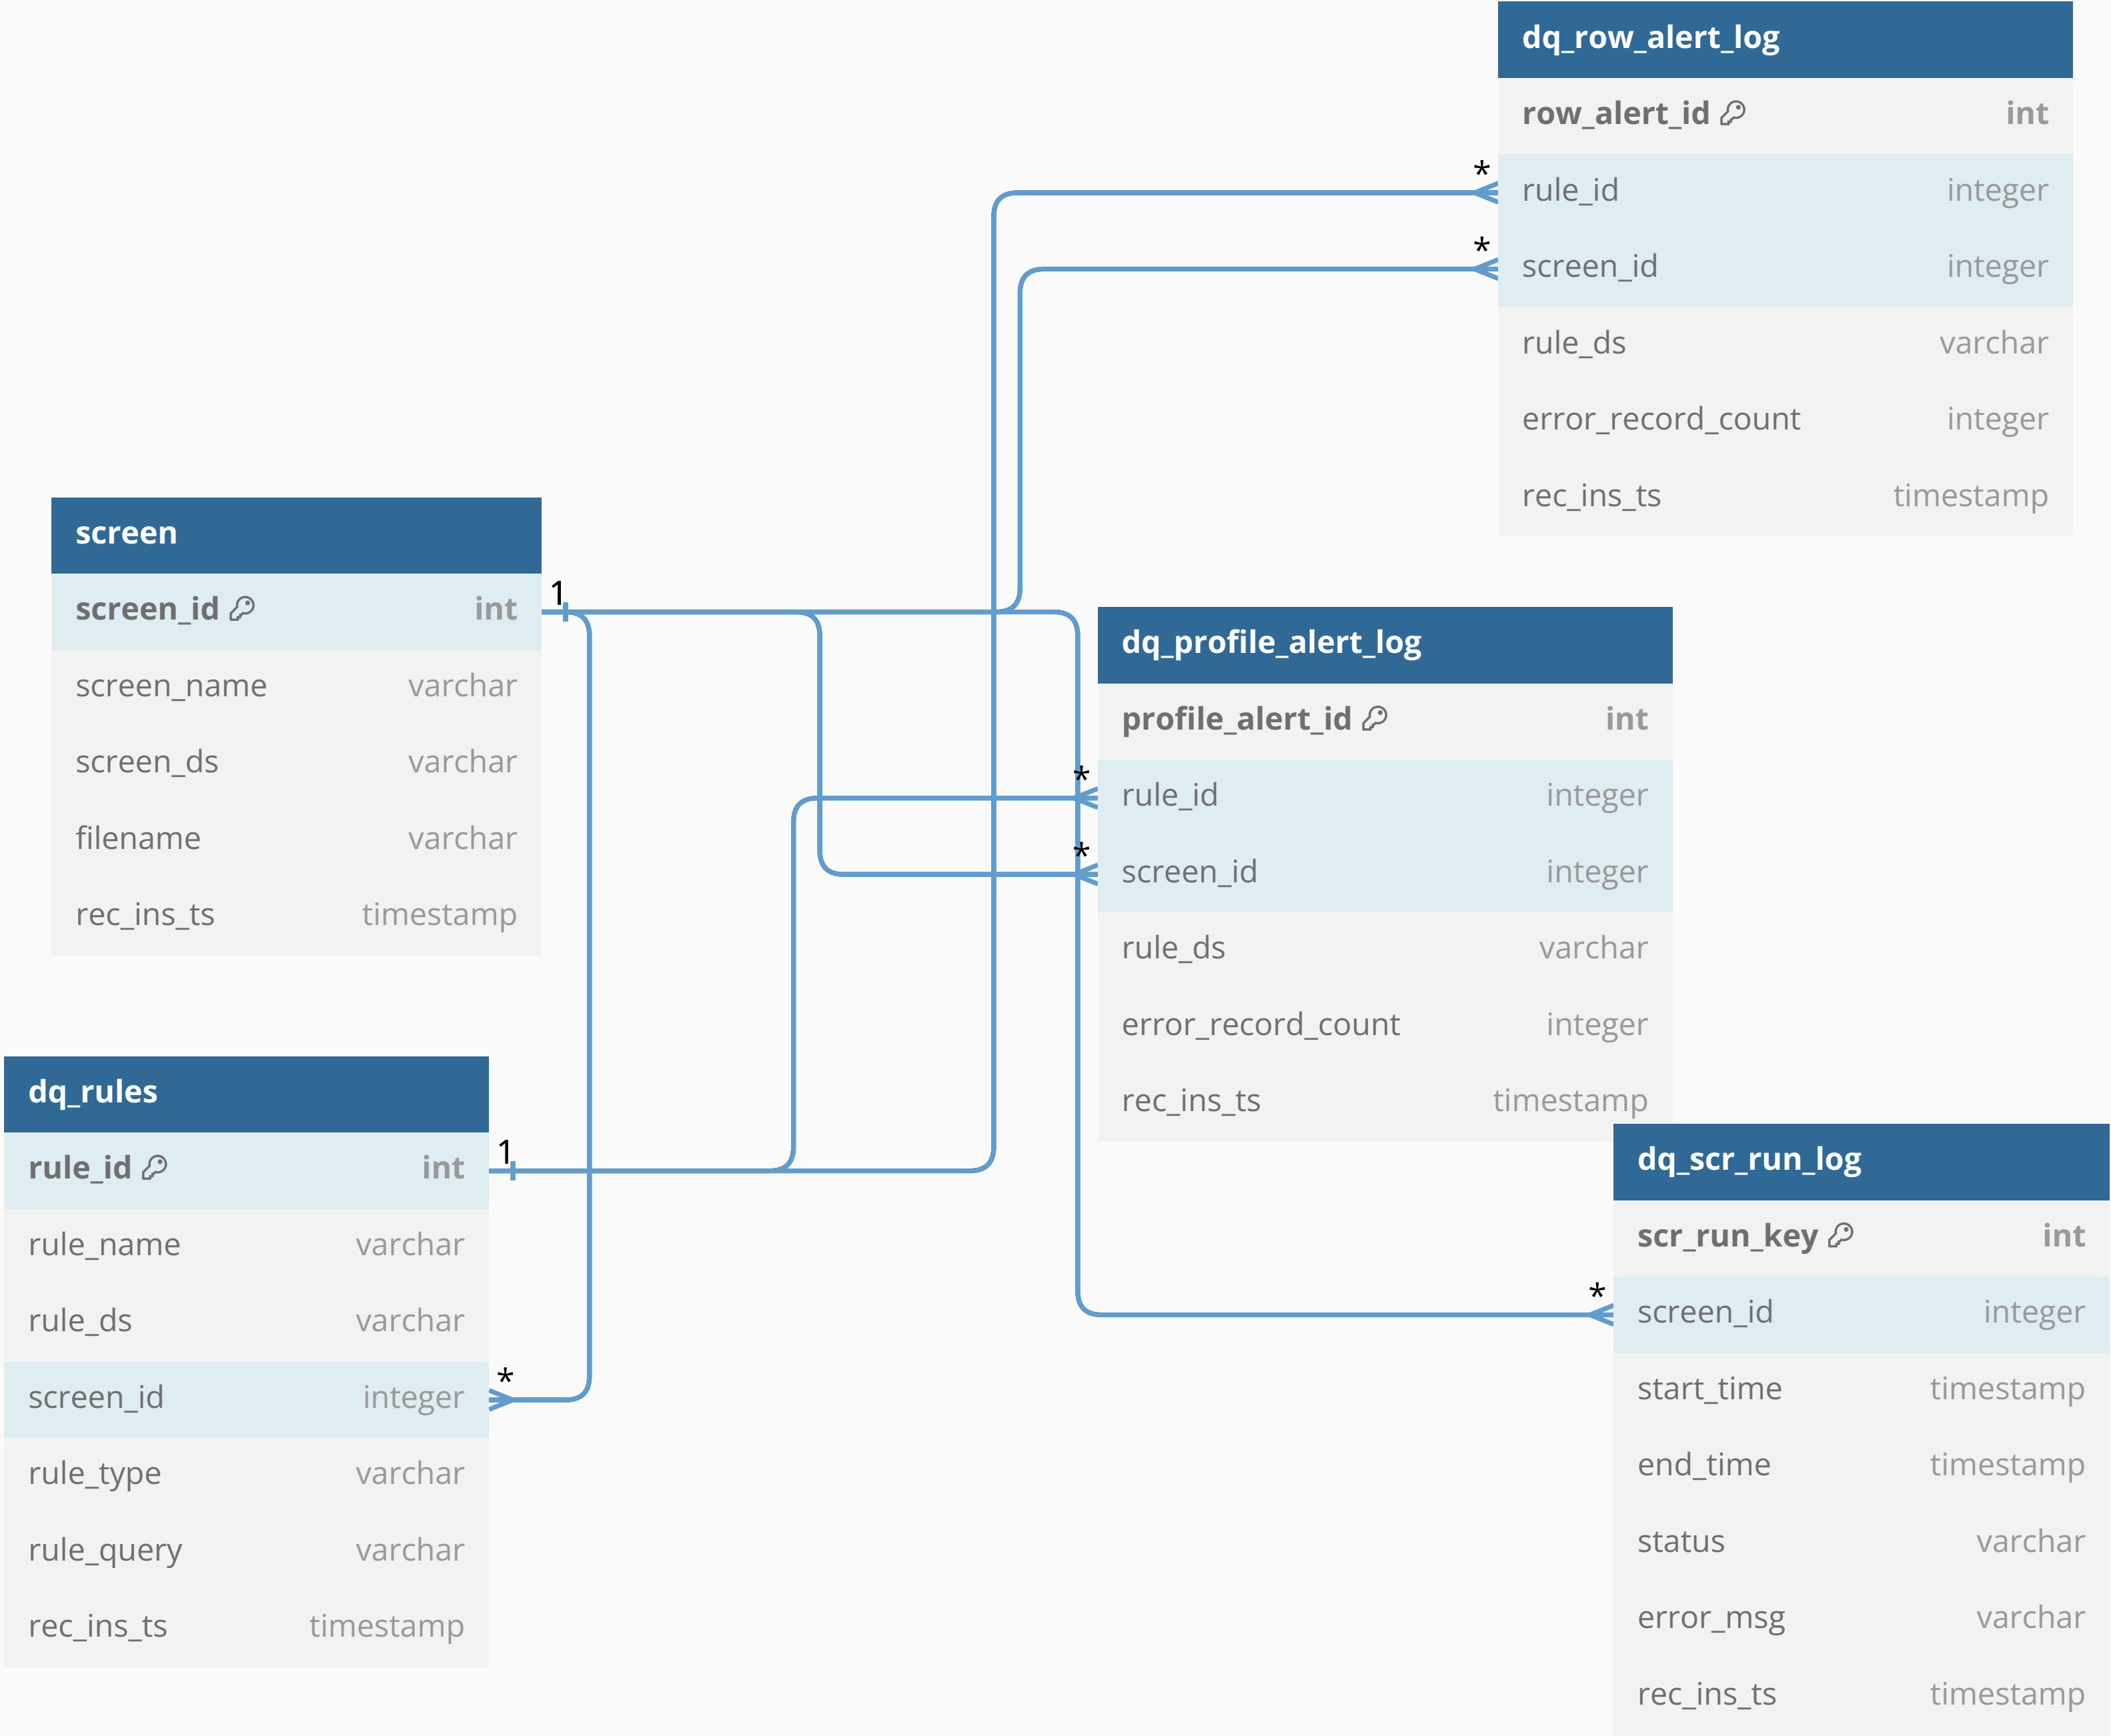 dq_row_alert_log
row_alert_id int
* rule_id integer
* screen_id integer
rule_ds varchar
error_record_count integer
rec_ins_ts timestamp
screen
screen_id int 1
screen_name varchar
screen_ds varchar
filename varchar
rec_ins_ts timestamp
dq_profile_alert_log
profile_alert_id int
* rule_id integer
* screen_id integer
rule_ds varchar
error_record_count integer
rec_ins_ts timestamp
dq_rules
rule_id int 1
rule_name varchar
rule_ds varchar
screen_id integer *
rule_type varchar
rule_query varchar
rec_ins_ts timestamp
dq_scr_run_log
scr_run_key int
* screen_id integer
start_time timestamp
end_time timestamp
status varchar
error_msg varchar
rec_ins_ts timestamp